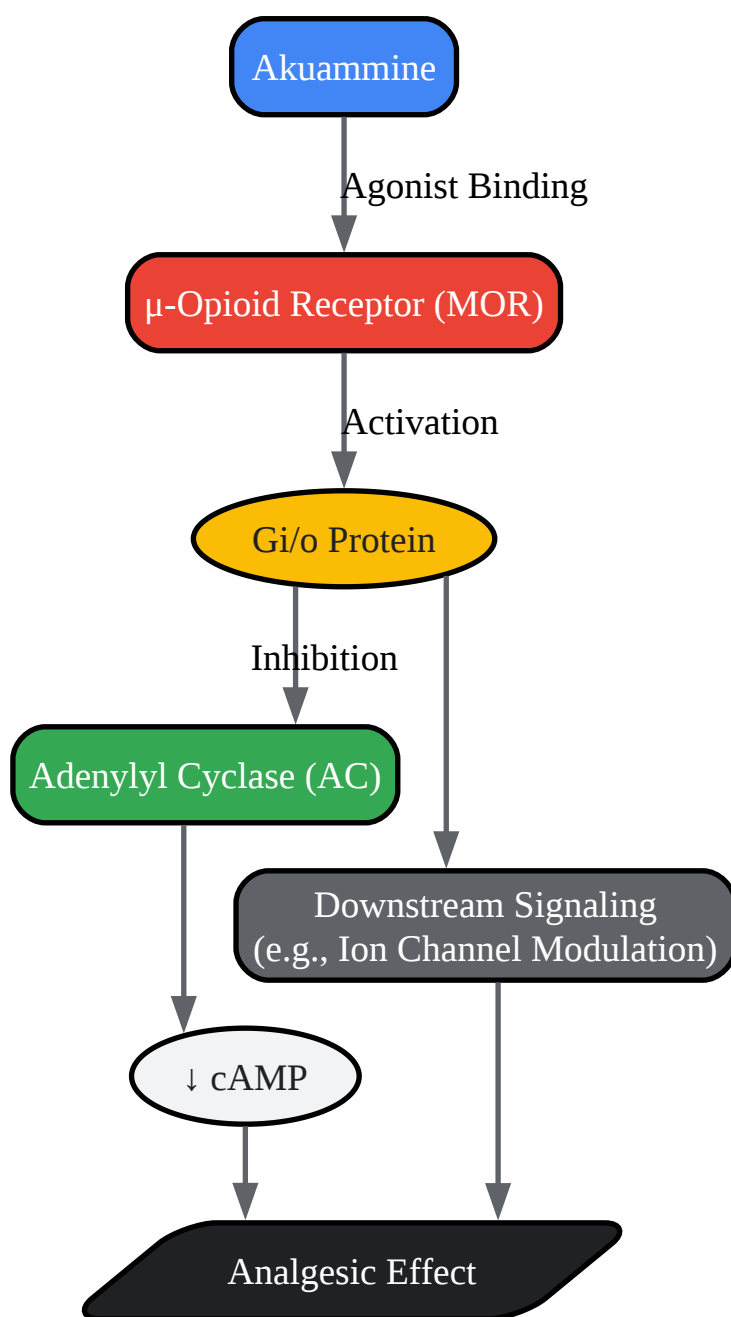 Akuammine
Agonist Binding
μ-Opioid Receptor (MOR)
Activation
Gi/o Protein
Inhibition
Adenylyl Cyclase (AC)
Downstream Signaling
(e.g., Ion Channel Modulation)
↓ cAMP
Analgesic Effect